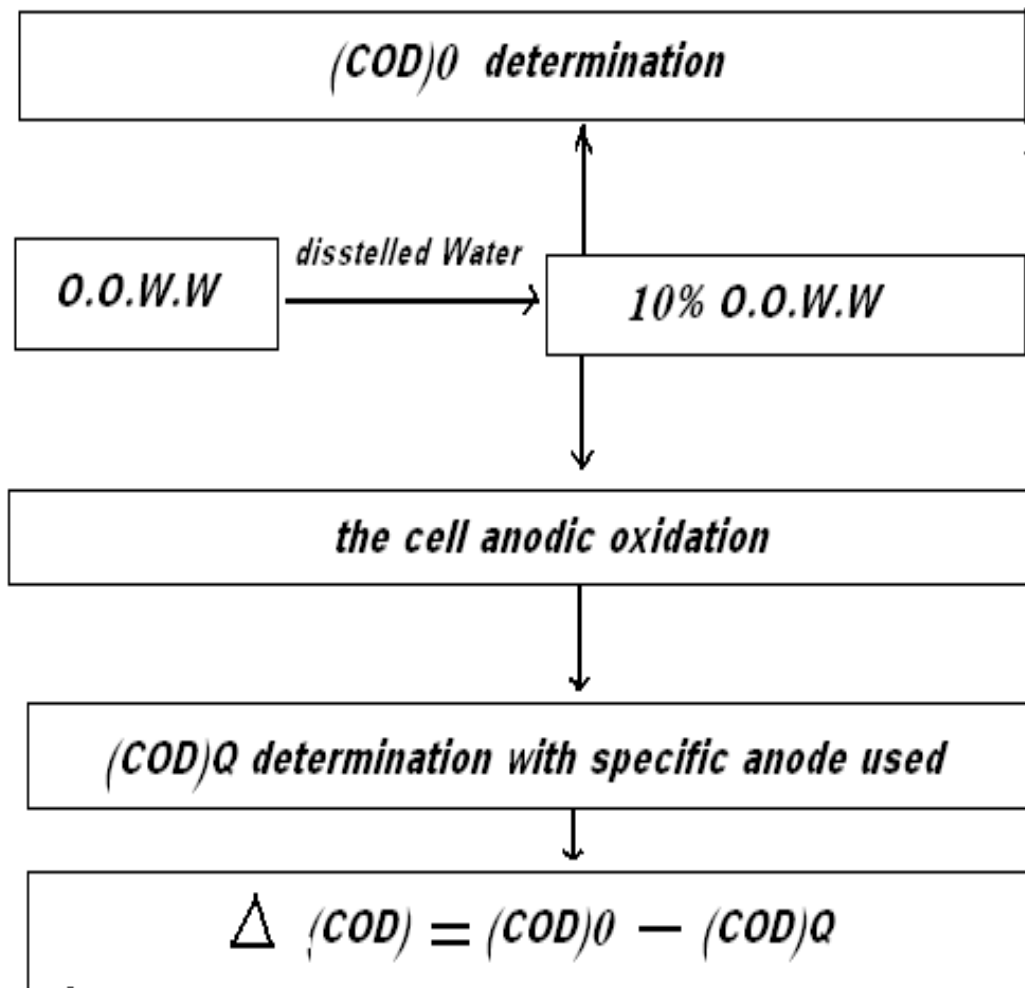 (COD)0 determination
O.O.W.W
disstelled Water
10% O.O.W.W
the cell anodic oxidation
(COD)Q determination with specific anode used
Δ (COD) = (COD)0 − (COD)Q